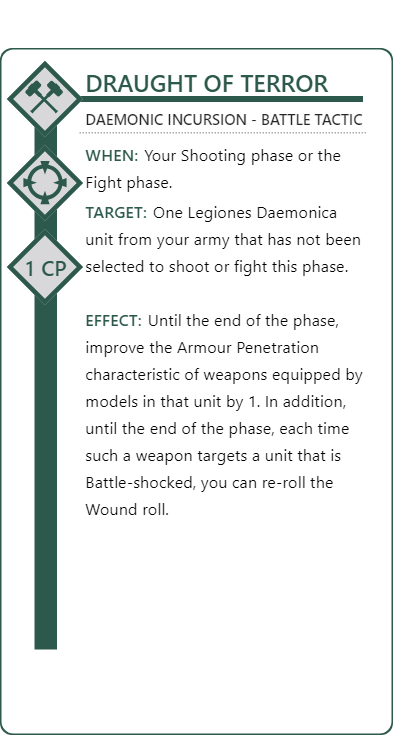 DRAUGHT OF TERROR
DAEMONIC INCURSION - BATTLE TACTIC
WHEN: Your Shooting phase or the
Fight phase.
TARGET: One Legiones Daemonica
unit from your army that has not been
1 CP
selected to shoot or fight this phase.
EFFECT: Until the end of the phase,
improve the Armour Penetration
characteristic of weapons equipped by
models in that unit by 1. In addition,
until the end of the phase, each time
such a weapon targets a unit that is
Battle-shocked, you can re-roll the
Wound roll.